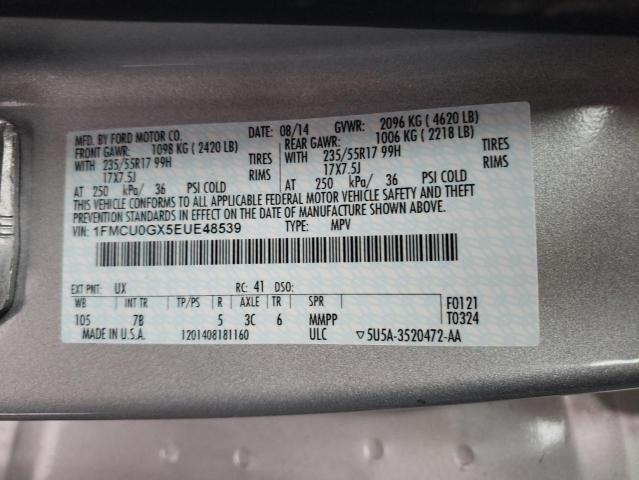 MFD. BY FORD MOTOR CO. DATE: 08/14 GVWR: 2096 KG ( 4620 LB)
FRONT GAWR: 1098 KG ( 2420 LB) REAR GAWR: 1006 KG ( 2218 LB)
WITH 235/55R17 99H TIRES WITH 235/55R17 99H TIRES
17X7.5J RIMS 17X7.5J RIMS
AT 250 kPa/ 36 PSI COLD AT 250 kPa/ 36 PSI COLD
THIS VEHICLE CONFORMS TO ALL APPLICABLE FEDERAL MOTOR VEHICLE SAFETY AND THEFT
PREVENTION STANDARDS IN EFFECT ON THE DATE OF MANUFACTURE SHOWN ABOVE.
VIN: 1FMCU0GX5EUE48539 TYPE: MPV
EXT PNT: UX RC: 41 DSO:
WB INT TR TP/PS R AXLE TR SPR F0121
105 7B 5 3C 6 MMPP T0324
MADE IN U.S.A. 1201408181160 ULC ▽5U5A-3520472-AA